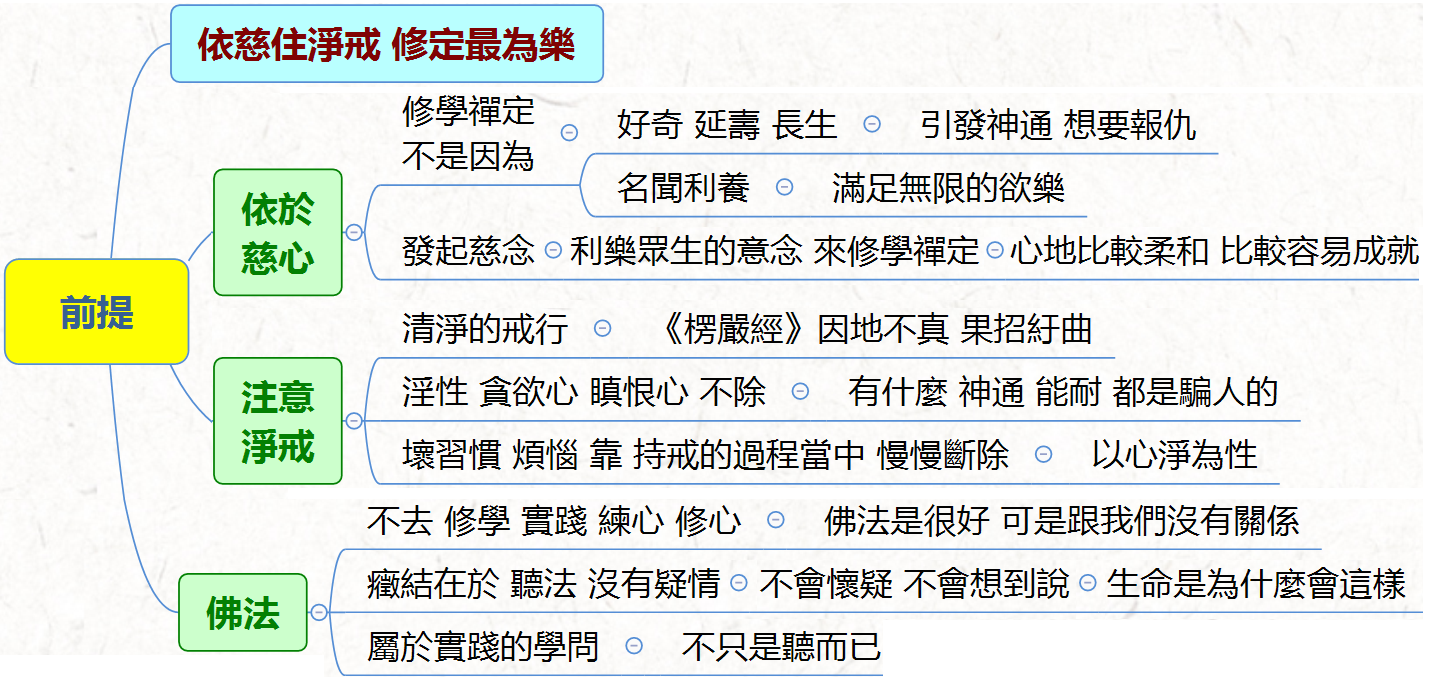 依慈住淨戒 修定最為樂
修學禪定
不是因為
好奇 延壽 長生
引發神通 想要報仇
名聞利養
滿足無限的欲樂
依於
慈心
發起慈念
利樂眾生的意念 來修學禪定
心地比較柔和 比較容易成就
前提
清淨的戒行
《楞嚴經》因地不真 果招紆曲
注意
淨戒
淫性 貪欲心 瞋恨心 不除
有什麼 神通 能耐 都是騙人的
壞習慣 煩惱 靠 持戒的過程當中 慢慢斷除
以心淨為性
不去 修學 實踐 練心 修心
佛法是很好 可是跟我們沒有關係
佛法
癥結在於 聽法 沒有疑情
不會懷疑 不會想到說
生命是為什麼會這樣
屬於實踐的學問
不只是聽而已